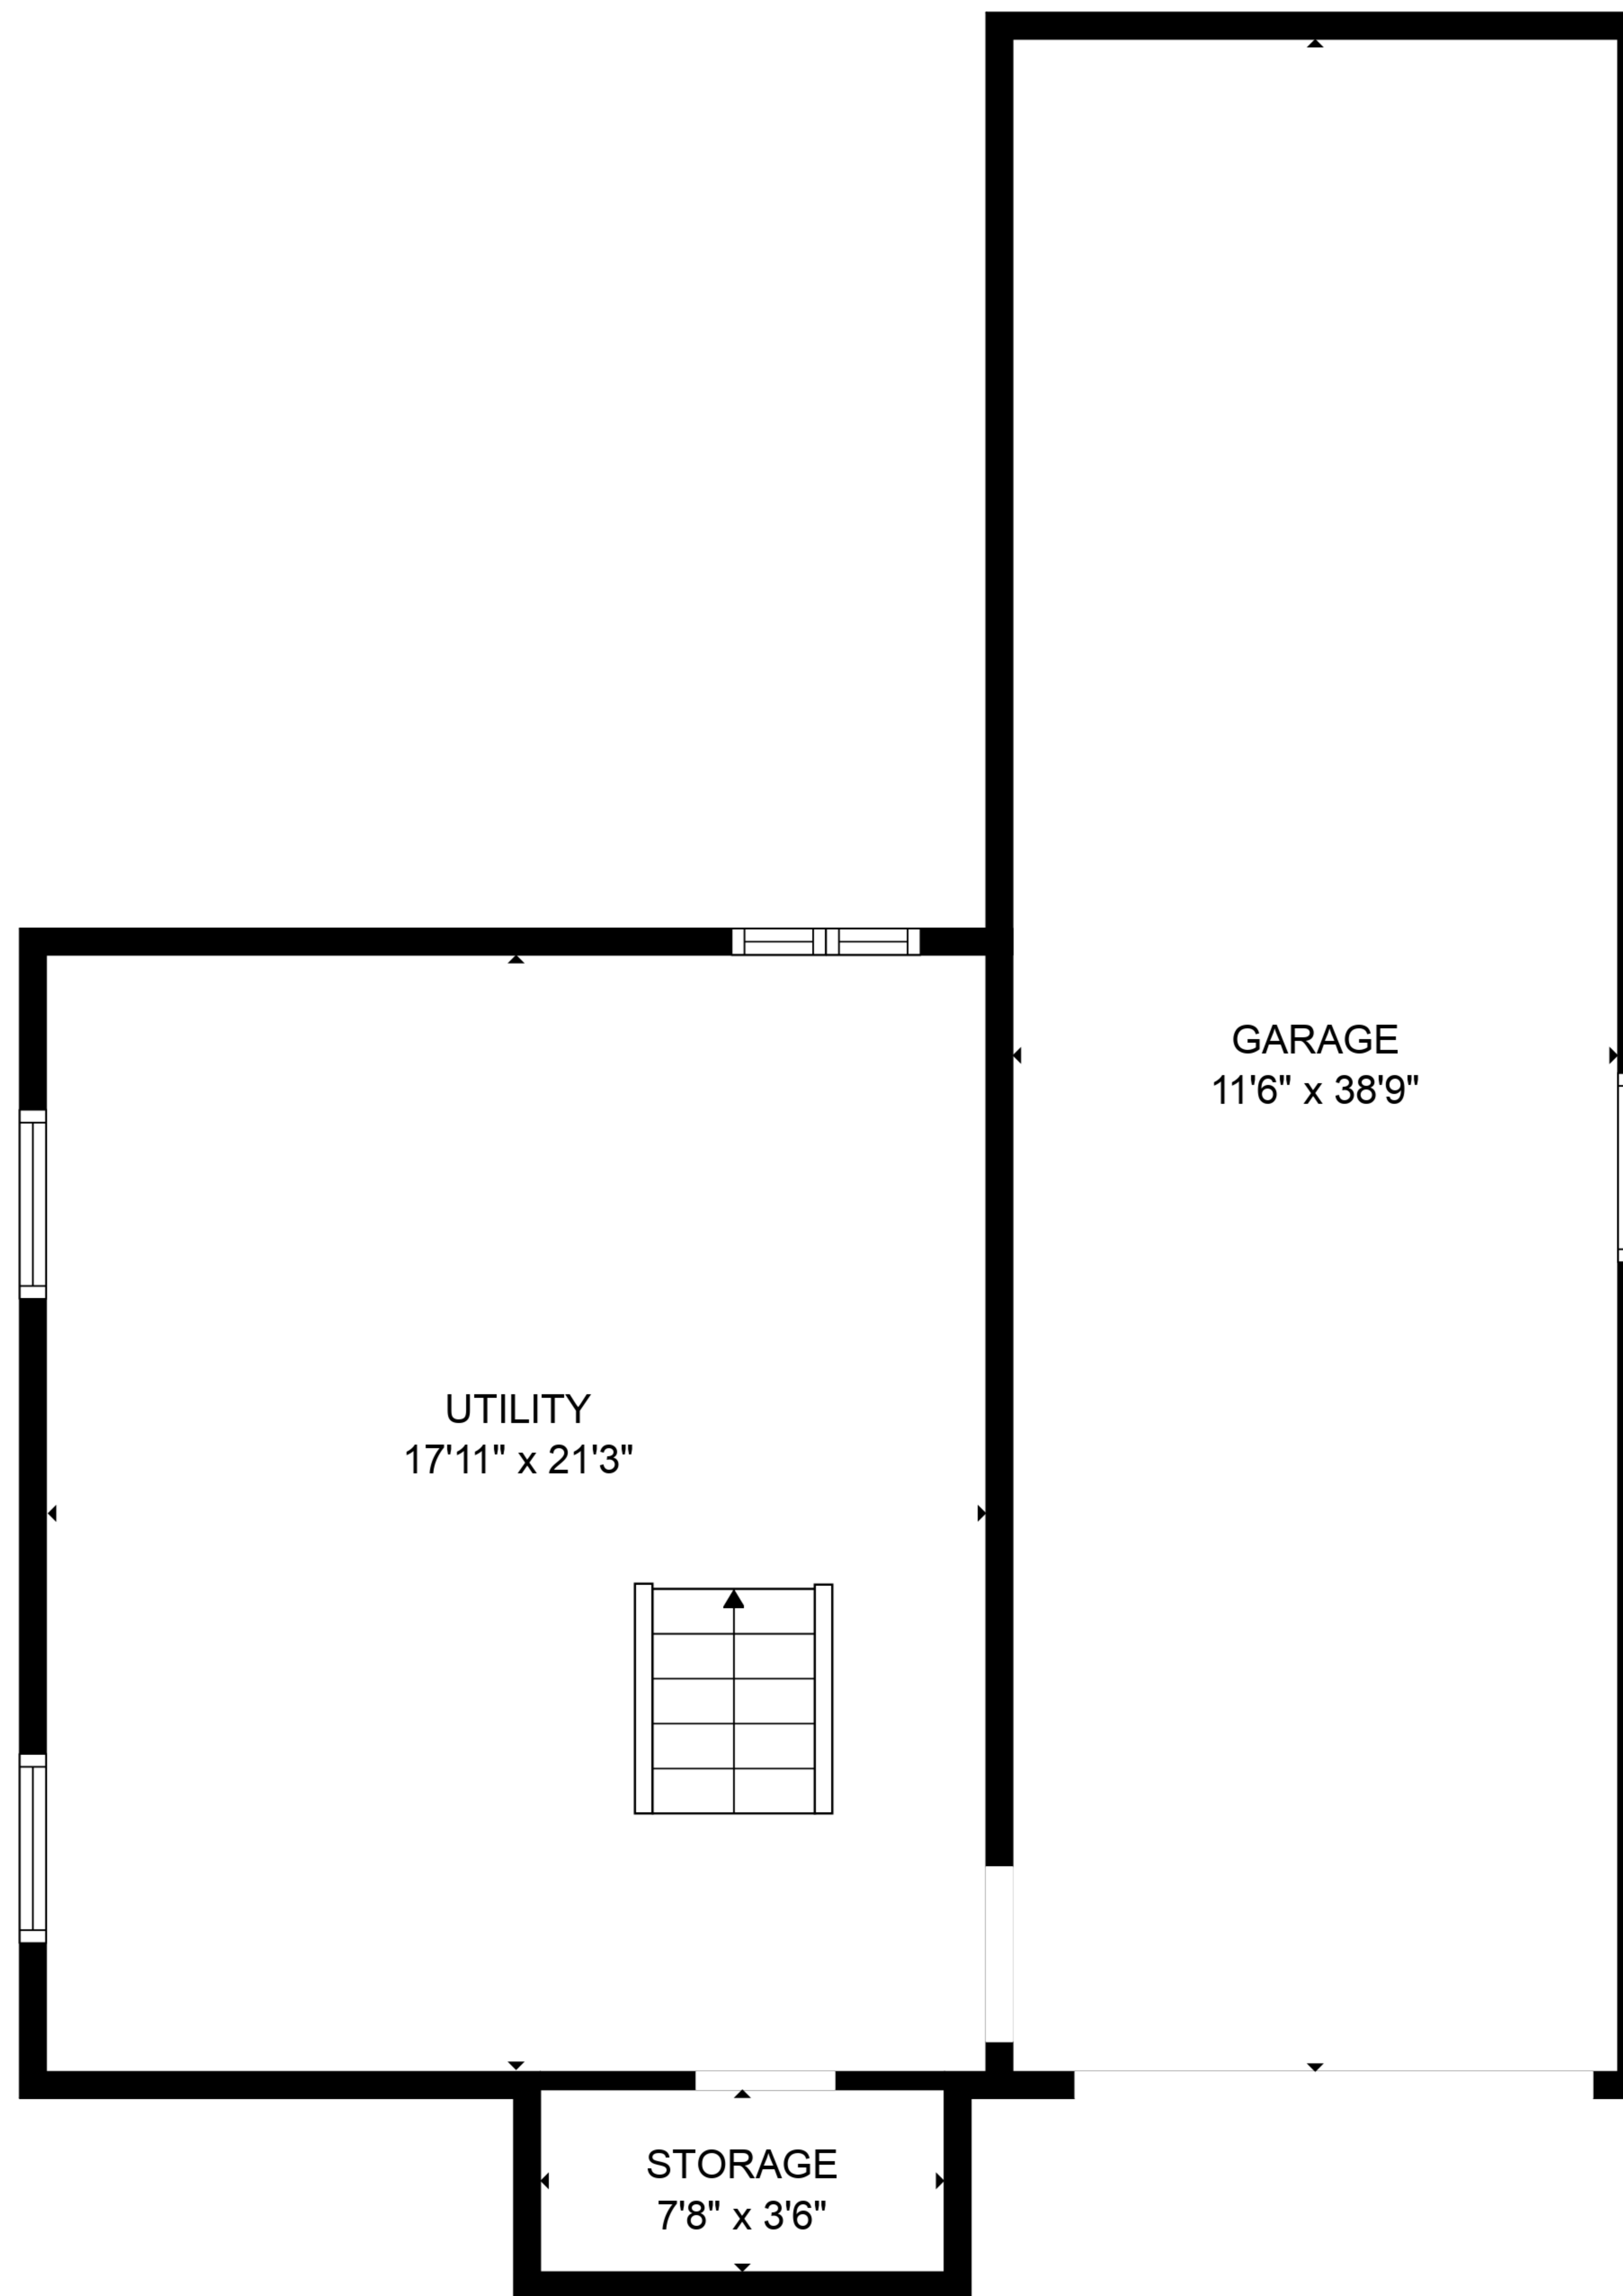 GARAGE
11'6" x 38'9"
UTILITY
17'11" x 21'3"
STORAGE
7'8" x 3'6"